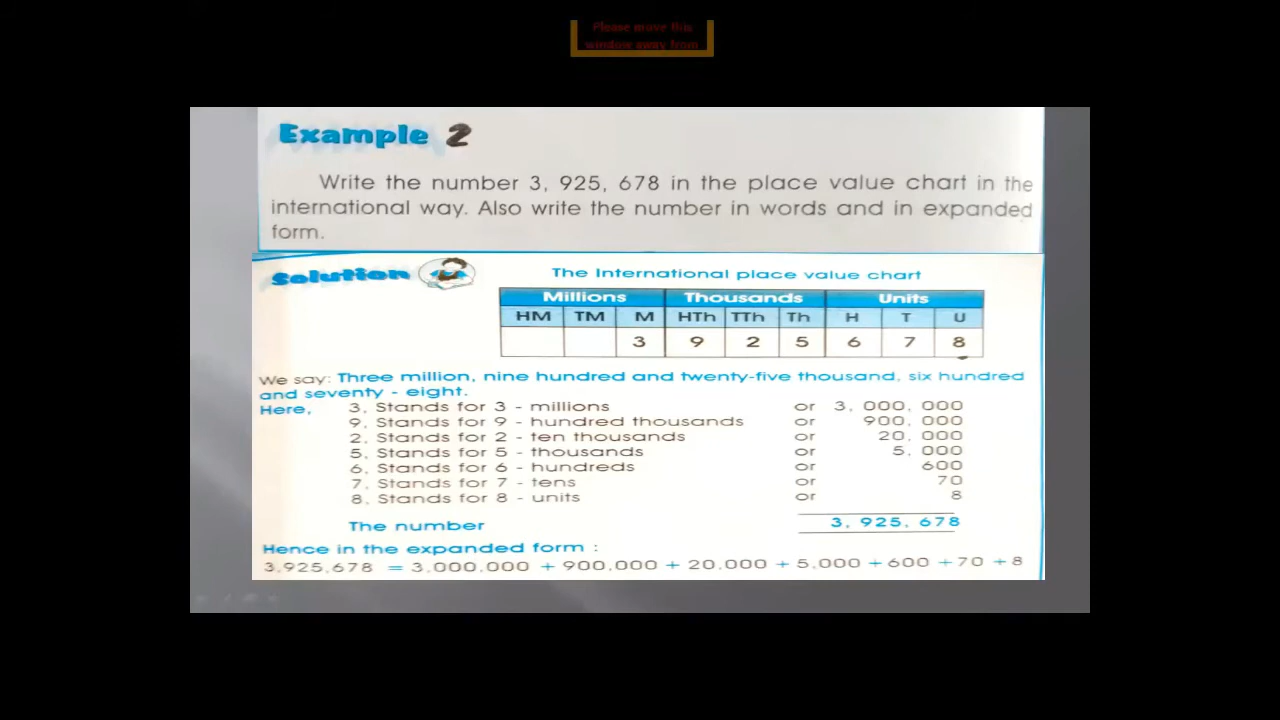 Please move this
window away from
Example 2
Write the number 3, 925, 678 in the place value chart in the
international way. Also write the number in words and in expanded
form.
Solution
The International place value chart
Millions Thousands Units
HM TM M HTh TTh Th H T U
3 9 2 5 6 7 8
We say: Three million, nine hundred and twenty-five thousand, six hundred
and seventy - eight.
Here, 3. Stands for 3 - millions or 3, 000, 000
9. Stands for 9 - hundred thousands or 900, 000
2. Stands for 2 - ten thousands or 20, 000
5. Stands for 5 - thousands or 5, 000
6. Stands for 6 - hundreds or 600
7. Stands for 7 - tens or 70
8. Stands for 8 - units or 8
The number 3, 925, 678
Hence in the expanded form :
3,925,678 = 3,000,000 + 900,000 + 20,000 + 5,000 + 600 + 70 + 8